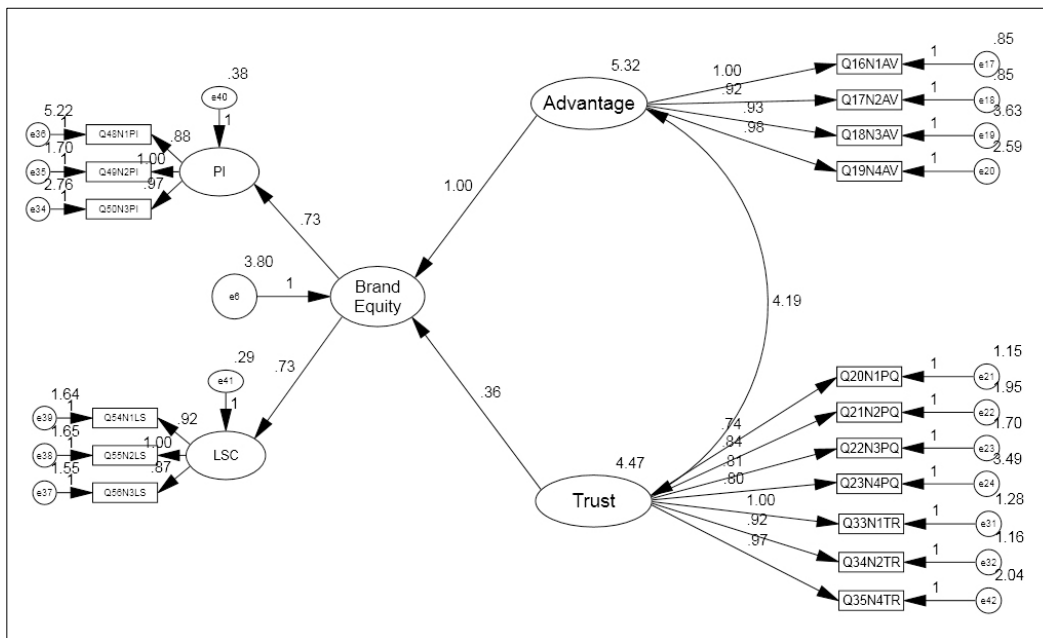 .38
e40
1
5.22
e36
1
Q48N1PI
.88
1.70
e35
1
Q49N2PI
1.00
PI
2.76
e34
1
Q50N3PI
.97
.73
3.80
e6
1
Brand
Equity
.73
.29
e41
1
1.64
e39
1
Q54N1LS
.92
1.65
e38
1
Q55N2LS
1.00
LSC
1.55
e37
1
Q56N3LS
.87
5.32
Advantage
1.00
.92
.93
.98
Q16N1AV
1
e17
.85
Q17N2AV
1
e18
.85
Q18N3AV
1
e19
3.63
Q19N4AV
1
e20
2.59
1.00
4.19
.36
4.47
Trust
.74
.84
.81
.80
1.00
.92
.97
Q20N1PQ
1
e21
1.15
Q21N2PQ
1
e22
1.95
Q22N3PQ
1
e23
1.70
Q23N4PQ
1
e24
3.49
Q33N1TR
1
e31
1.28
Q34N2TR
1
e32
1.16
Q35N4TR
1
e42
2.04